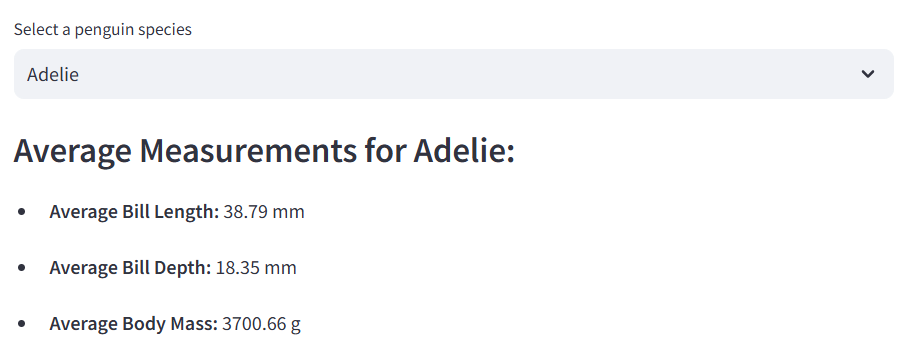 Select a penguin species
Adelie
Average Measurements for Adelie:
Average Bill Length: 38.79 mm
Average Bill Depth: 18.35 mm
Average Body Mass: 3700.66 g